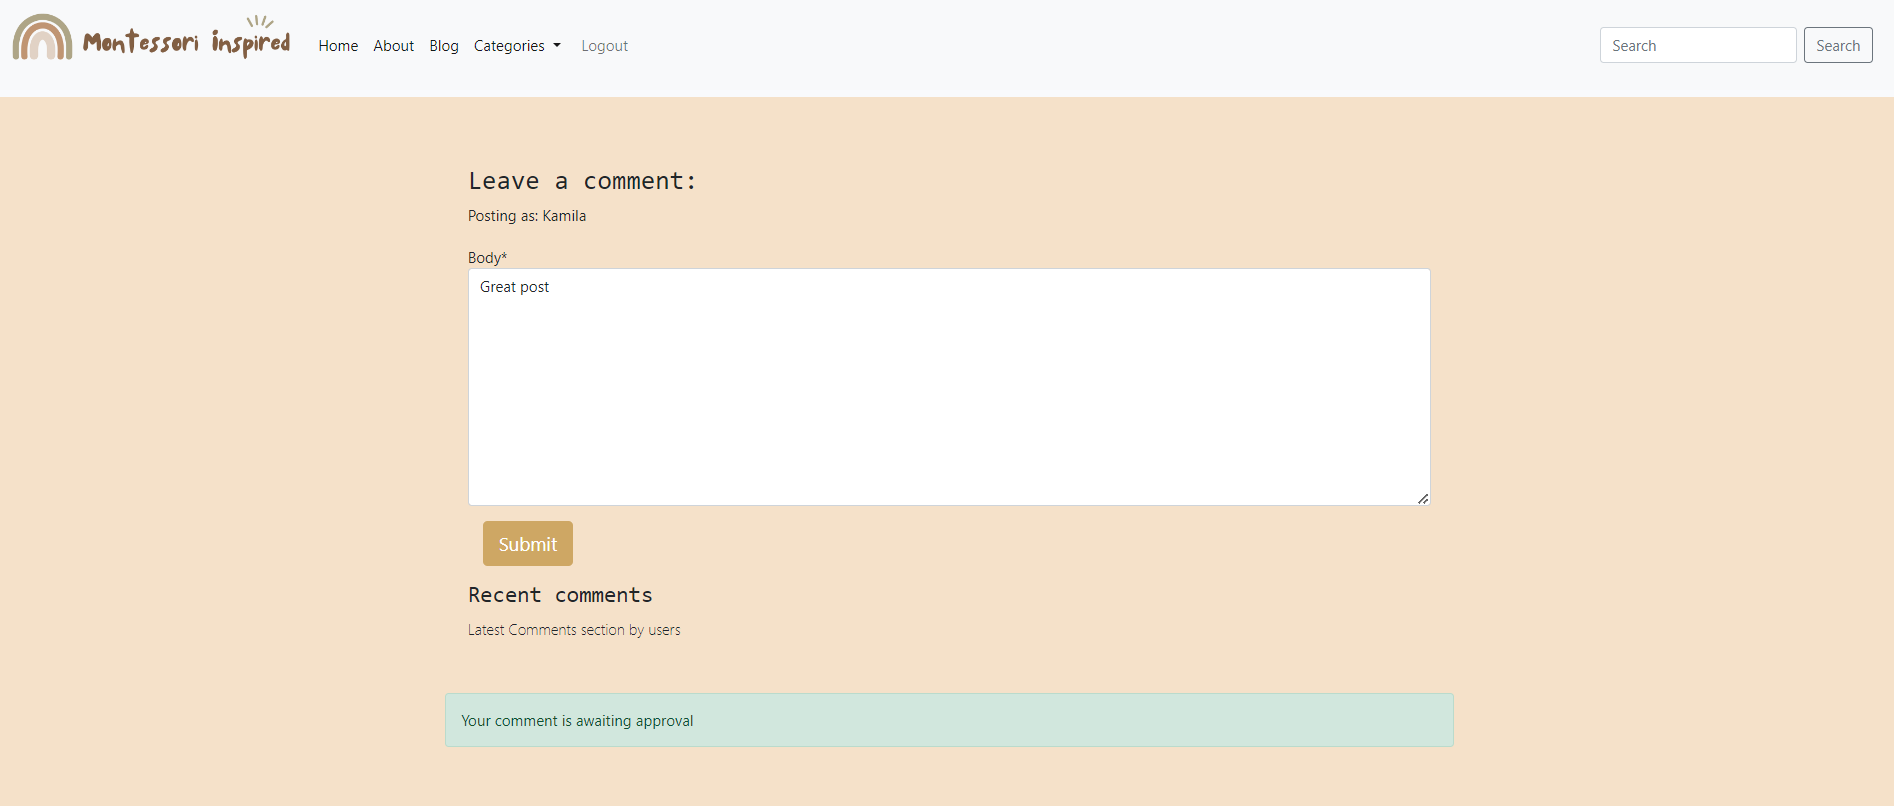 Montessori inspired
Home About Blog Categories Logout Search Search
Leave a comment:
Posting as: Kamila
Body*
Great post
Submit
Recent comments
Latest Comments section by users
Your comment is awaiting approval